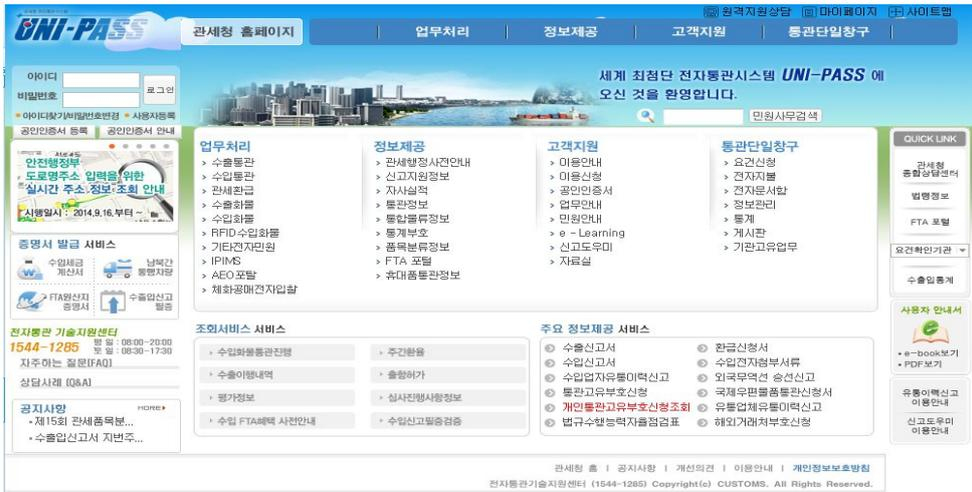 UNI-PASS
원격지원상담 마이페이지 사이트맵
관세청 홈페이지 | 업무처리 | 정보제공 | 고객지원 | 통관단일창구
아이디
비밀번호
로그인
아이디찾기/비밀번호변경 사용자등록
공인인증서 등록 공인인증서 안내
세계 최첨단 전자통관시스템 UNI-PASS 에
오신 것을 환영합니다.
민원사무검색
안전행정부
도로명주소 입력을 위한
실시간 주소 정보 조회 안내
시행일시 : 2014.9.16.부터 ~
증명서 발급 서비스
수입세금
계산서
남북간
통행차량
FTA원산지
증명서
수출입신고
필증
전자통관 기술지원센터
1544-1285
평 일 : 08:00~20:00
토 일 : 08:30~17:30
자주하는 질문[FAQ]
상담사례 [Q&A]
공지사항 MORE
제15회 관세품목분...
수출입신고서 지번주...
업무처리
수출통관
수입통관
관세환급
수출화물
수입화물
RFID수입화물
기타전자민원
IPIMS
AEO포탈
체화공매전자입찰
정보제공
관세행정사전안내
신고지원정보
자사실적
통관정보
통합물류정보
통계부호
품목분류정보
FTA 포털
휴대품통관정보
고객지원
이용안내
이용신청
공인인증서
업무안내
민원안내
e - Learning
신고도우미
자료실
통관단일창구
요건신청
전자지불
전자문서함
정보관리
통계
게시판
기관고유업무
조회서비스 서비스
수입화물통관진행
주간환율
수출이행내역
출항허가
평가정보
심사진행사항정보
수입 FTA혜택 사전안내
수입신고필증검증
주요 정보제공 서비스
수출신고서
환급신청서
수입신고서
수입전자첨부서류
수입업자유통이력신고
외국무역선 승선신고
통관고유부호신청
국제우편물통관신청서
개인통관고유부호신청조회
유통업체유통이력신고
법규수행능력자율점검표
해외거래처부호신청
QUICK LINK
관세청
종합상담센터
법령정보
FTA 포털
요건확인기관
수출입통계
사용자 안내서
e-book보기
PDF보기
유통이력신고
이용안내
신고도우미
이용안내
관세청 홈 | 공지사항 | 개선의견 | 이용안내 | 개인정보보호방침
전자통관기술지원센터 (1544-1285) Copyright(c) CUSTOMS. All Rights Reserved.